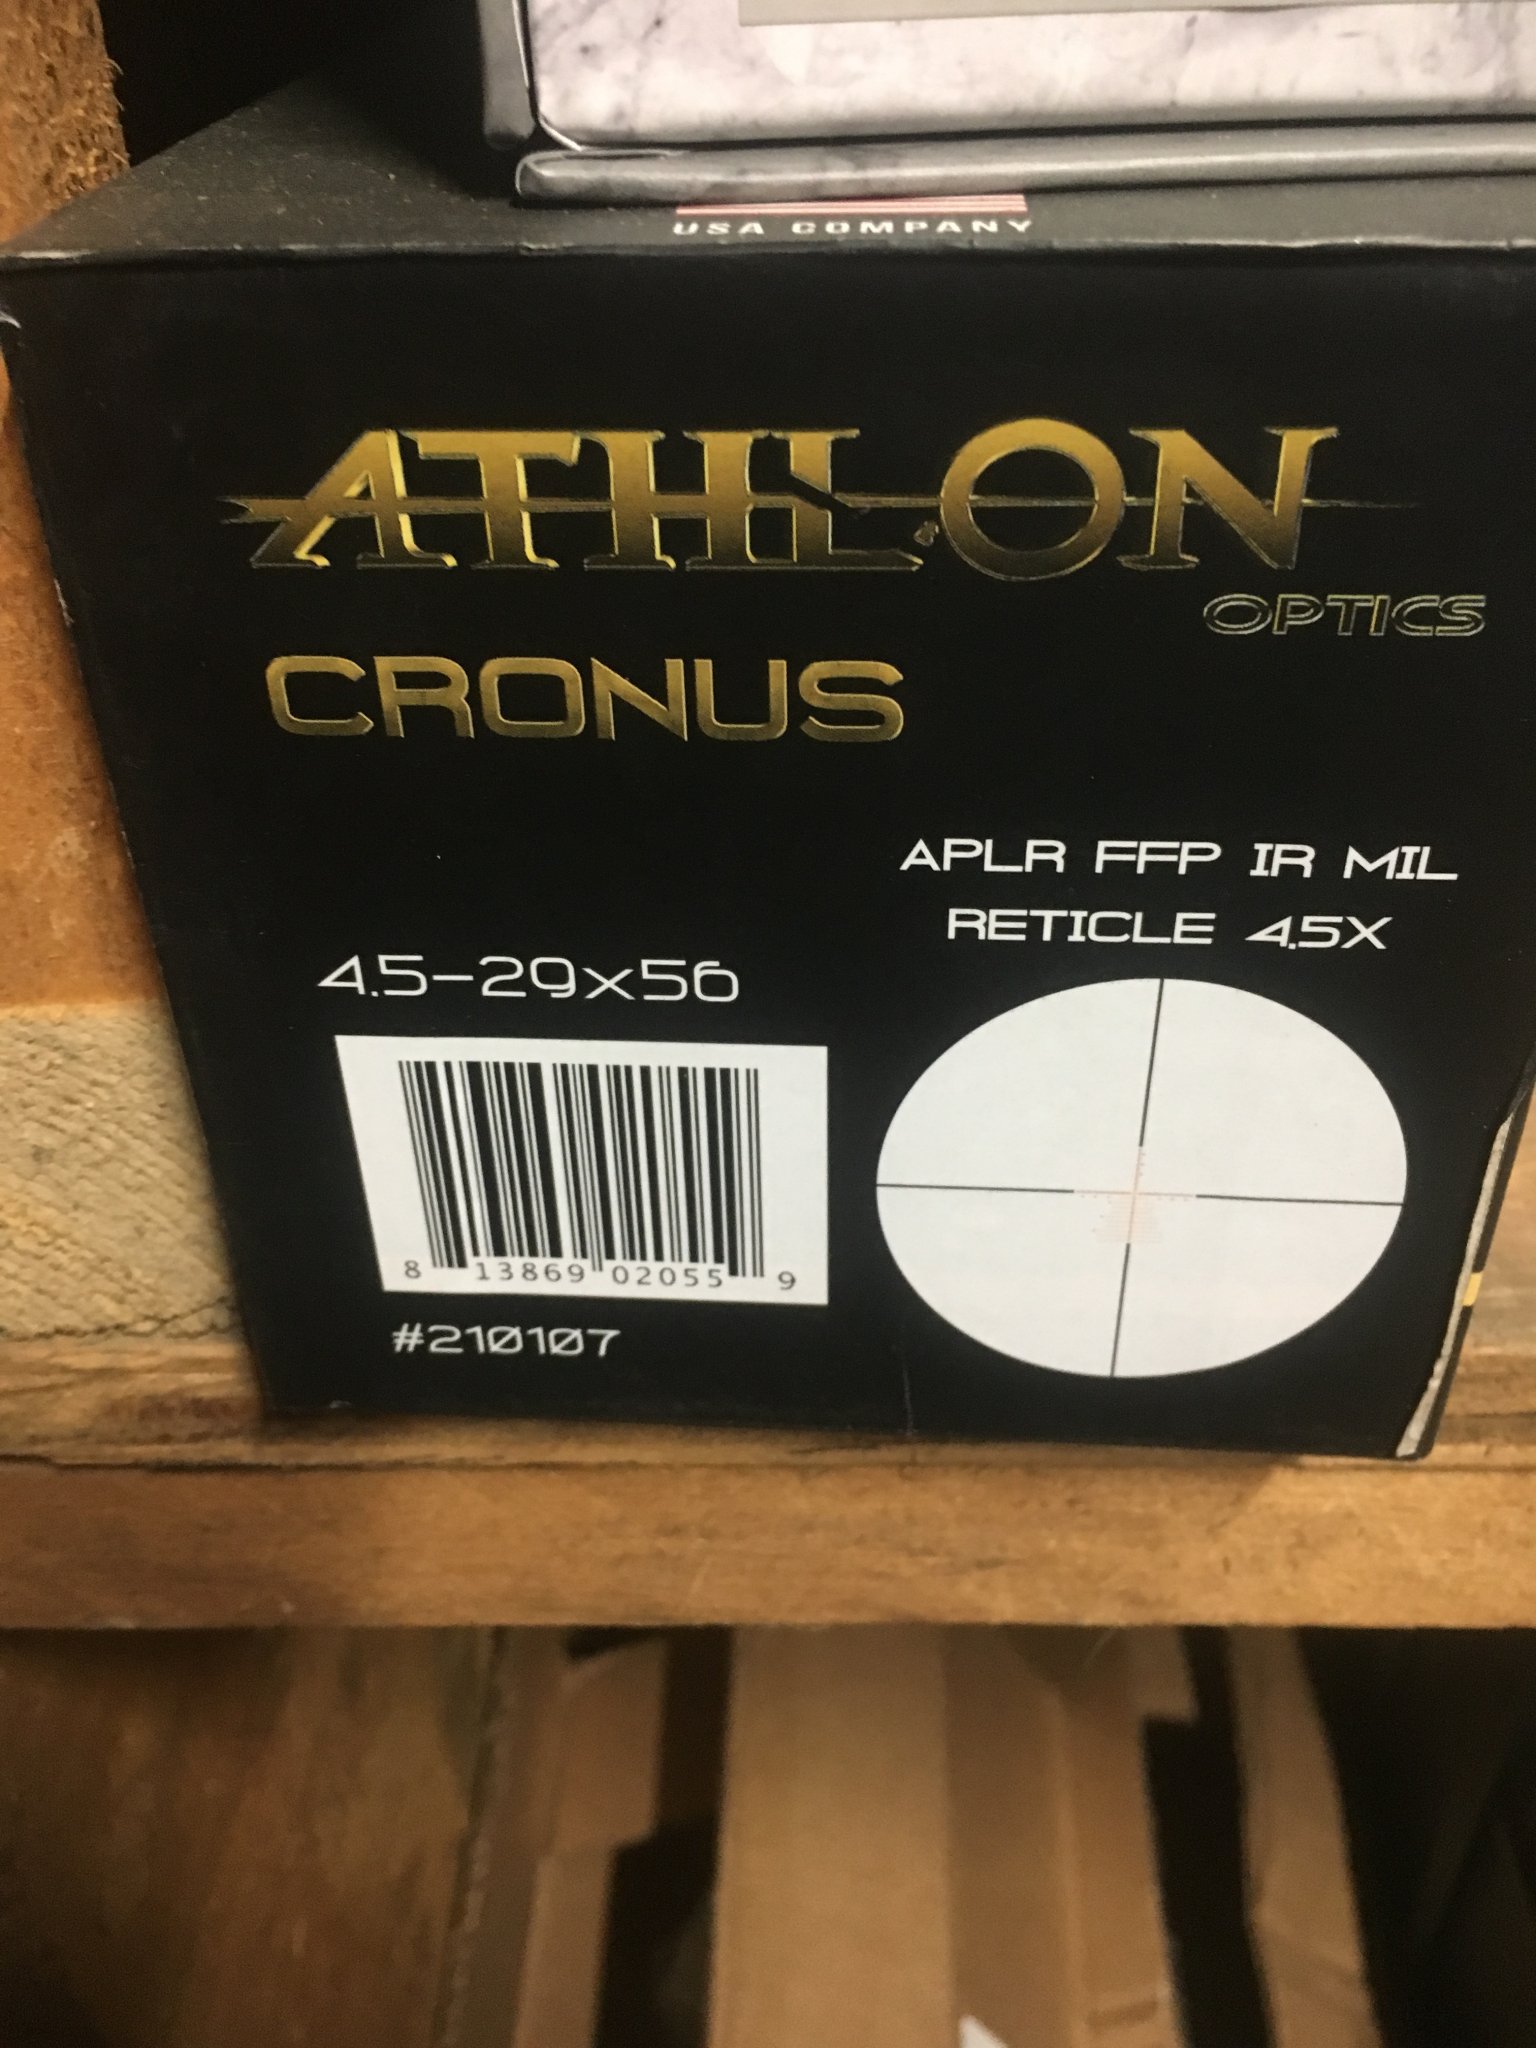 USA COMPANY
ATHLON
OPTICS
CRONUS
APLR FFP IR MIL
RETICLE 4.5X
4.5-29x56
8 13869 02055 9
#210107